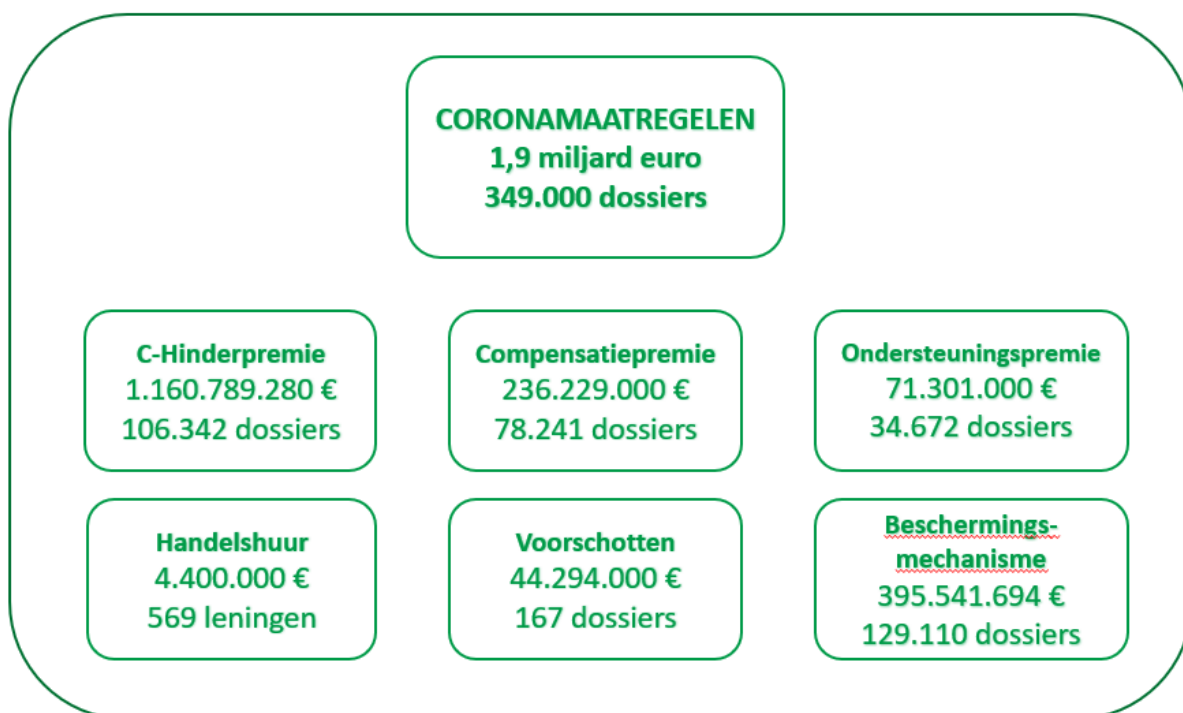 CORONAMAATREGELEN
1,9 miljard euro
349.000 dossiers
C-Hinderpremie
1.160.789.280 €
106.342 dossiers
Compensatiepremie
236.229.000 €
78.241 dossiers
Ondersteuningspremie
71.301.000 €
34.672 dossiers
Handelshuur
4.400.000 €
569 leningen
Voorschotten
44.294.000 €
167 dossiers
Beschermings-
mechanisme
395.541.694 €
129.110 dossiers